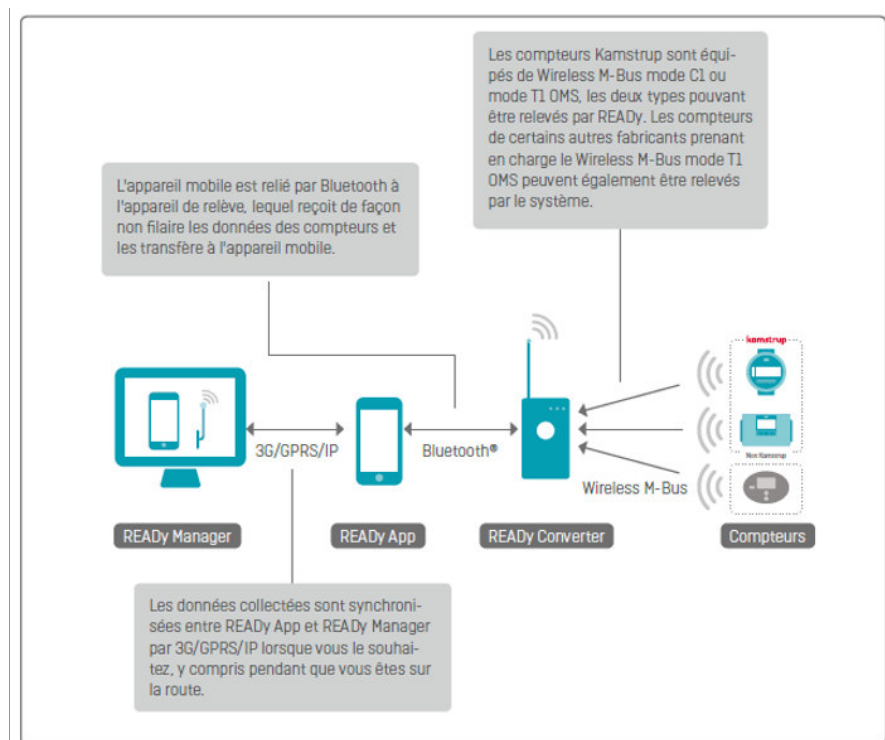 Les compteurs Kamstrup sont équi-
pés de Wireless M-Bus mode C1 ou
mode T1 OMS, les deux types pouvant
être relevés par READy. Les compteurs
de certains autres fabricants prenant
en charge le Wireless M-Bus mode T1
OMS peuvent également être relevés
par le système.
L'appareil mobile est relié par Bluetooth à
l'appareil de relève, lequel reçoit de façon
non filaire les données des compteurs et
les transfère à l'appareil mobile.
kamstrup
3G/GPRS/IP
Bluetooth®
Non Kamstrup
Wireless M-Bus
READy Manager
READy App
READy Converter
Compteurs
Les données collectées sont synchroni-
sées entre READy App et READy Manager
par 3G/GPRS/IP lorsque vous le souhai-
tez, y compris pendant que vous êtes sur
la route.